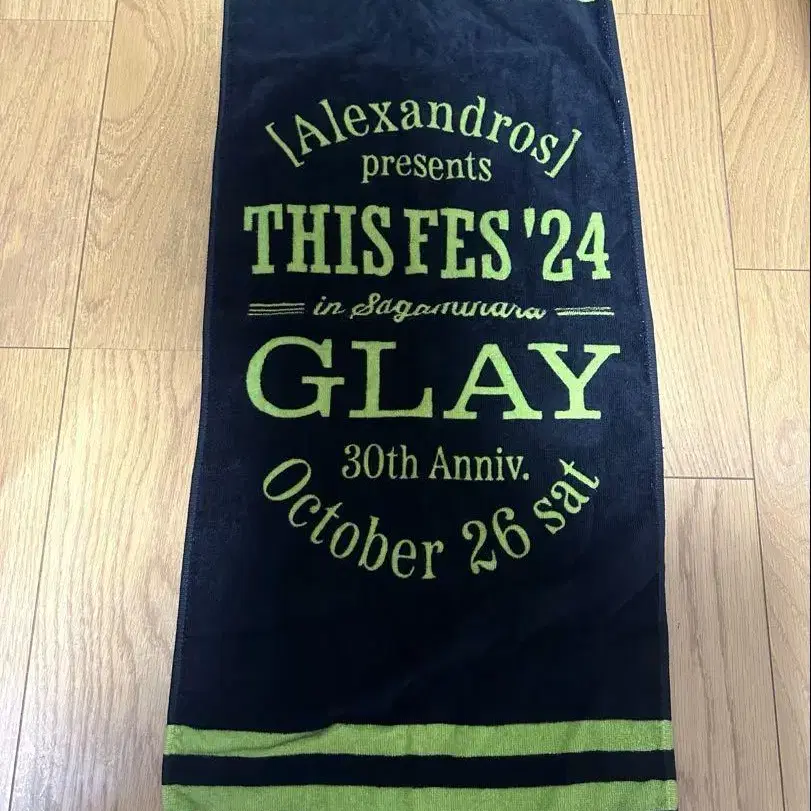 [Alexandros]
presents
THIS FES '24
in Sagamihara
GLAY
30th Anniv.
October 26 sat